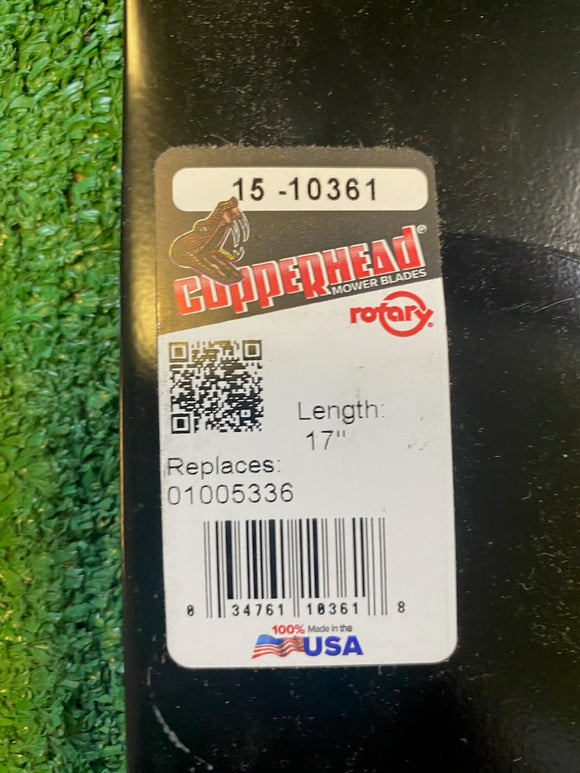 15 -10361
COPPERHEAD®
MOWER BLADES
rotary®
Length:
17"
Replaces:
01005336
0 34761 10361 8
100% Made in the
USA